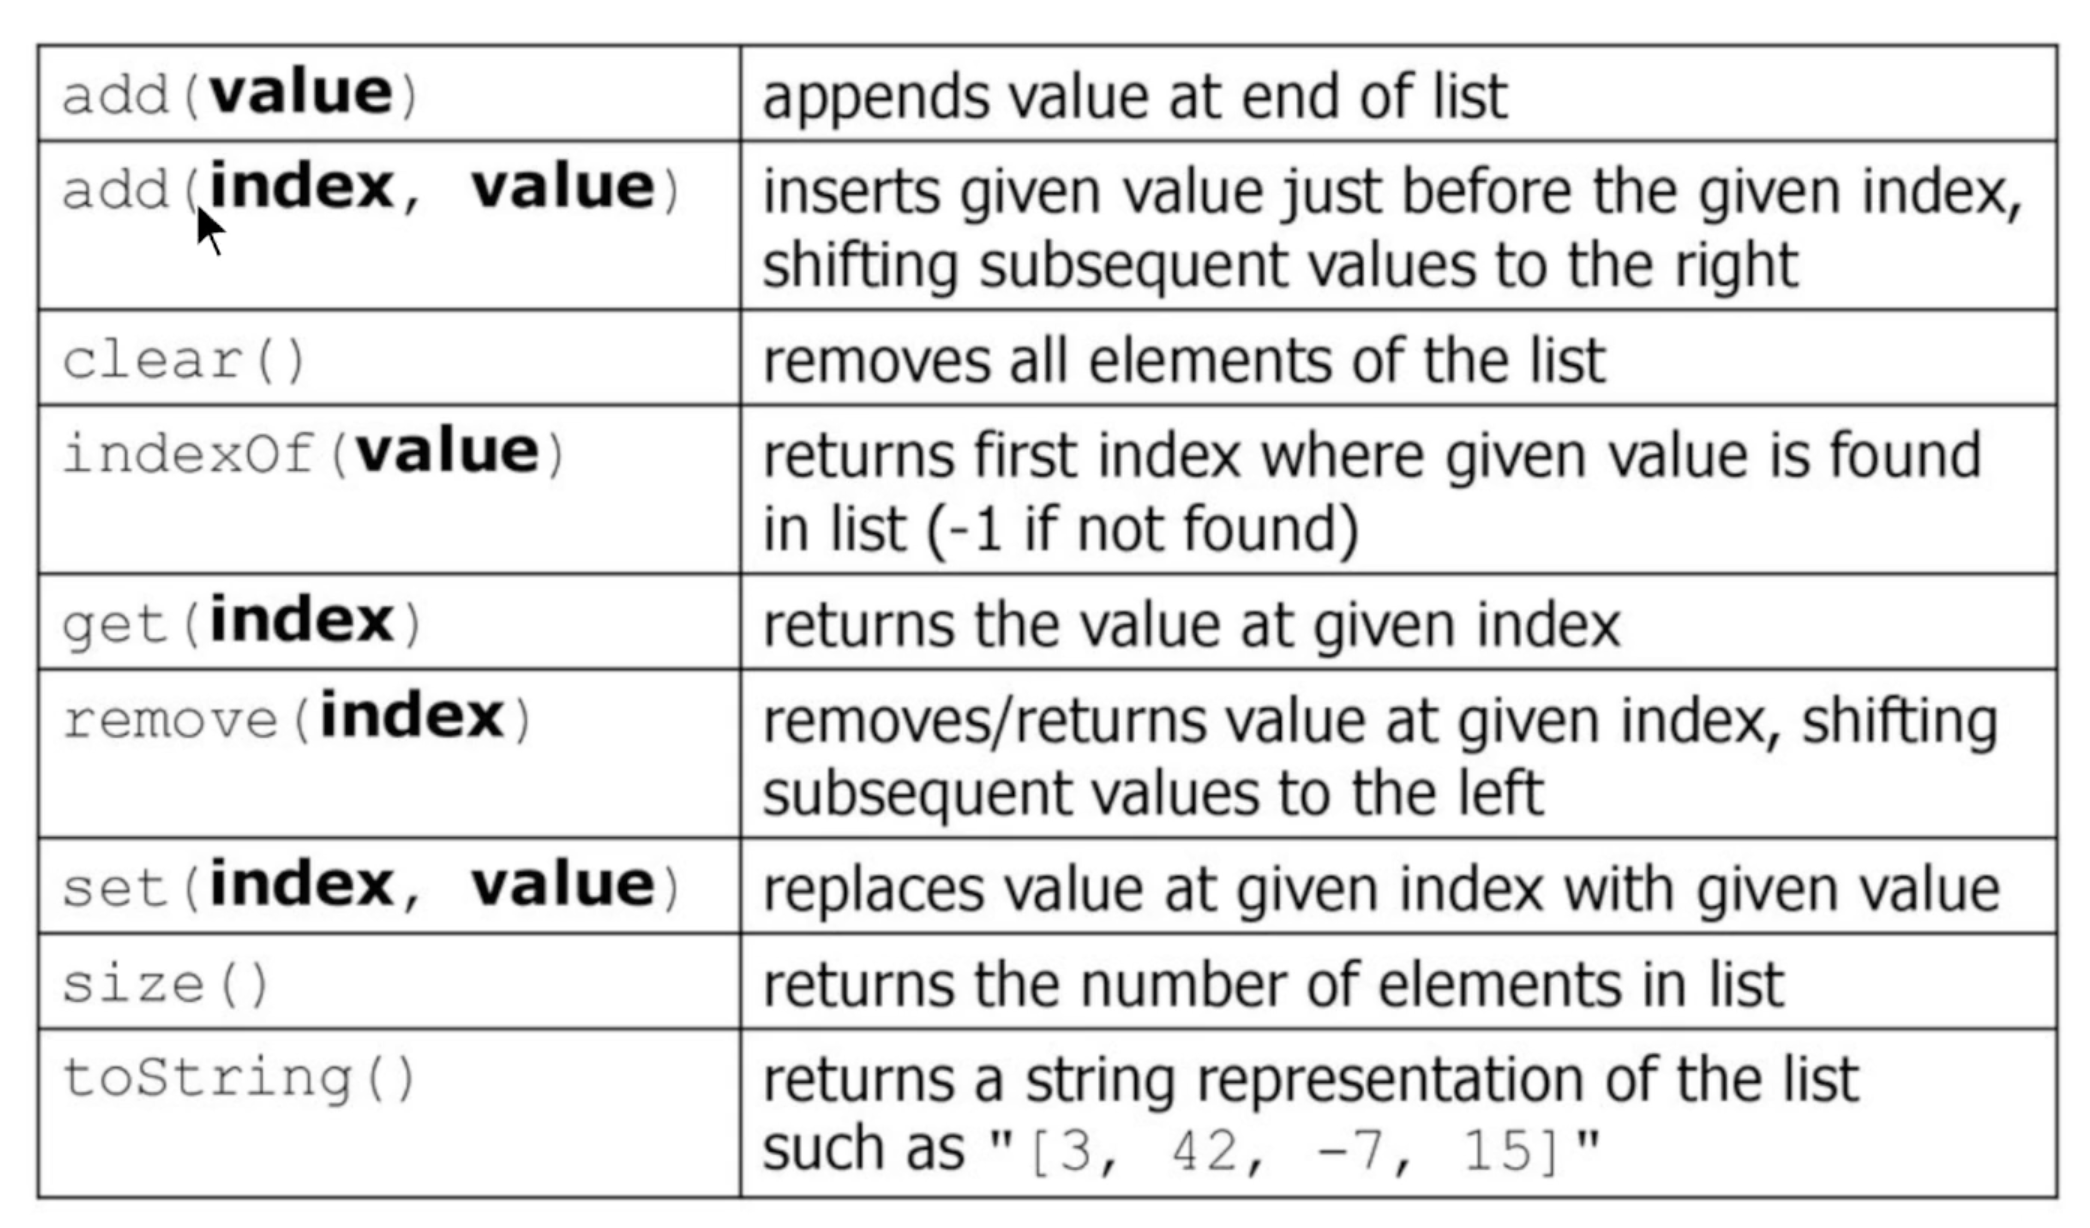 add(value)
appends value at end of list
add(index, value)
inserts given value just before the given index,
shifting subsequent values to the right
clear()
removes all elements of the list
indexOf(value)
returns first index where given value is found
in list (-1 if not found)
get(index)
returns the value at given index
remove(index)
removes/returns value at given index, shifting
subsequent values to the left
set(index, value)
replaces value at given index with given value
size()
returns the number of elements in list
toString()
returns a string representation of the list
such as "[3, 42, -7, 15]"